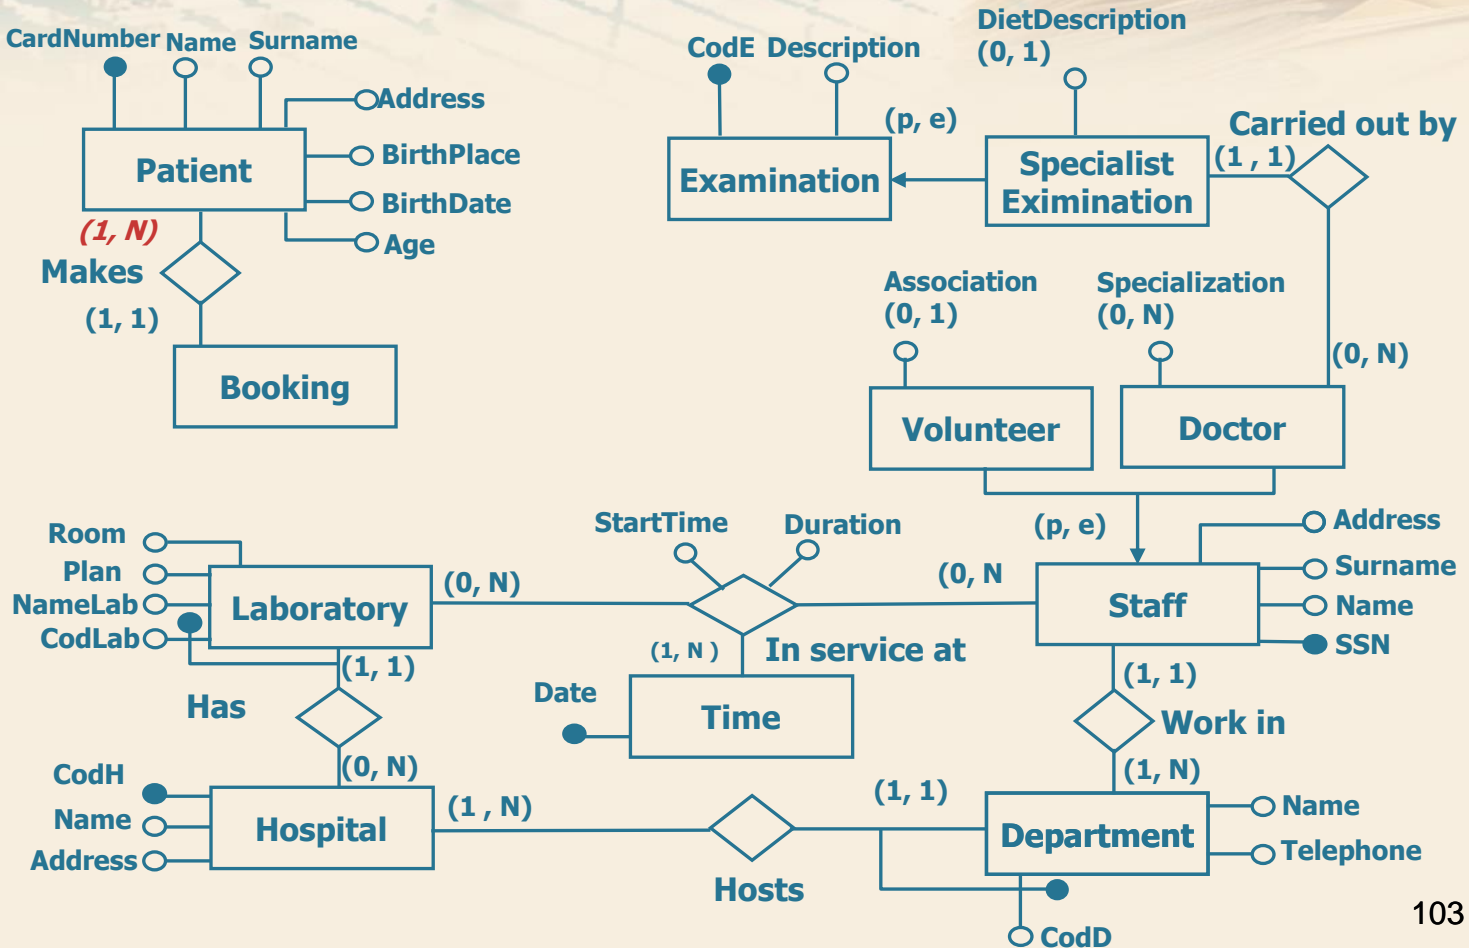 DietDescription
(0, 1)
CardNumber Name Surname
CodE Description
Address
(p, e)
Carried out by
Patient
BirthPlace
Examination
Specialist
Eximination
(1 , 1)
BirthDate
(1, N)
Age
Makes
(1, 1)
Association
(0, 1)
Specialization
(0, N)
(0, N)
Booking
Volunteer
Doctor
Room
StartTime
Duration
(p, e)
Address
Plan
(0, N)
(0, N
Surname
NameLab
Laboratory
Staff
Name
CodLab
(1, 1)
(1, N )
In service at
SSN
(1, 1)
Has
Date
Time
Work in
CodH
(0, N)
(1, N)
Name
Hospital
(1 , N)
(1, 1)
Name
Address
Department
Telephone
Hosts
CodD
103